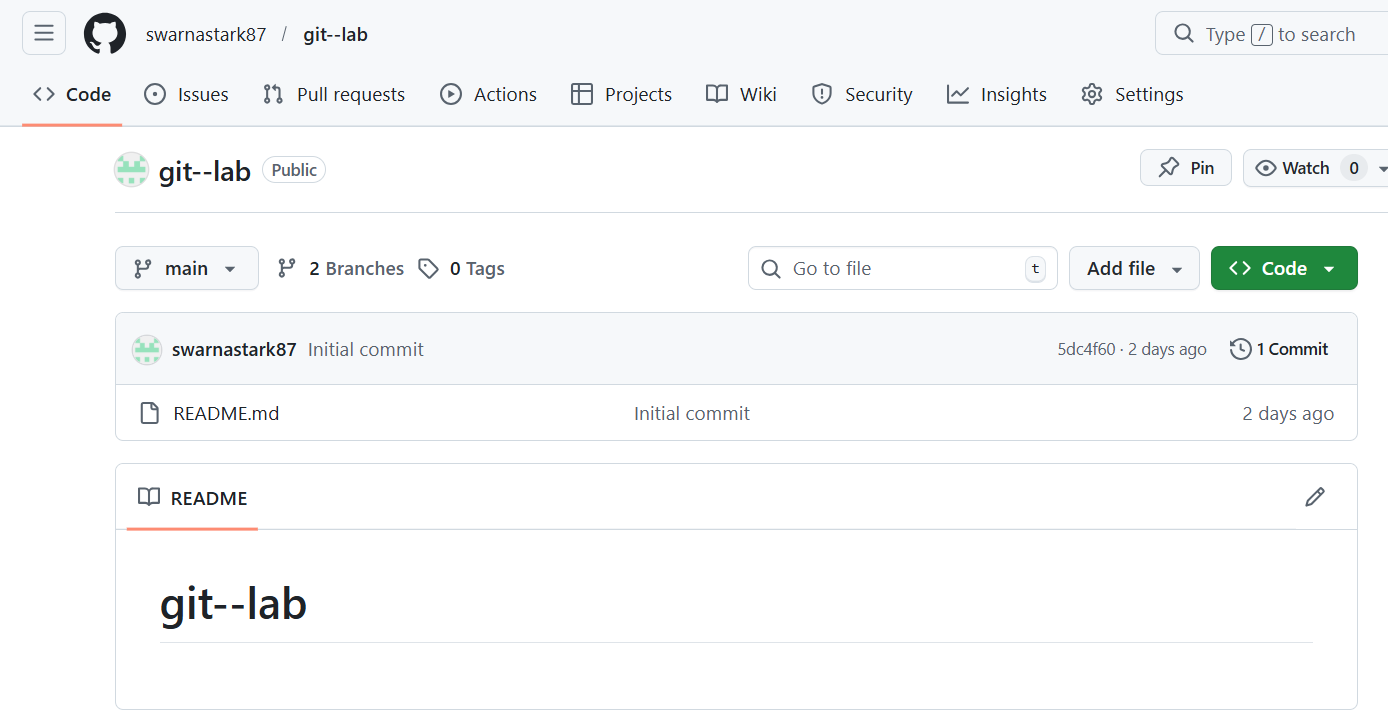 swarnastark87 / git--lab
Type / to search
Code Issues Pull requests Actions Projects Wiki Security Insights Settings
git--lab Public
Pin Watch 0
main 2 Branches 0 Tags
Go to file t Add file Code
swarnastark87 Initial commit 5dc4f60 · 2 days ago 1 Commit
README.md Initial commit 2 days ago
README
git--lab